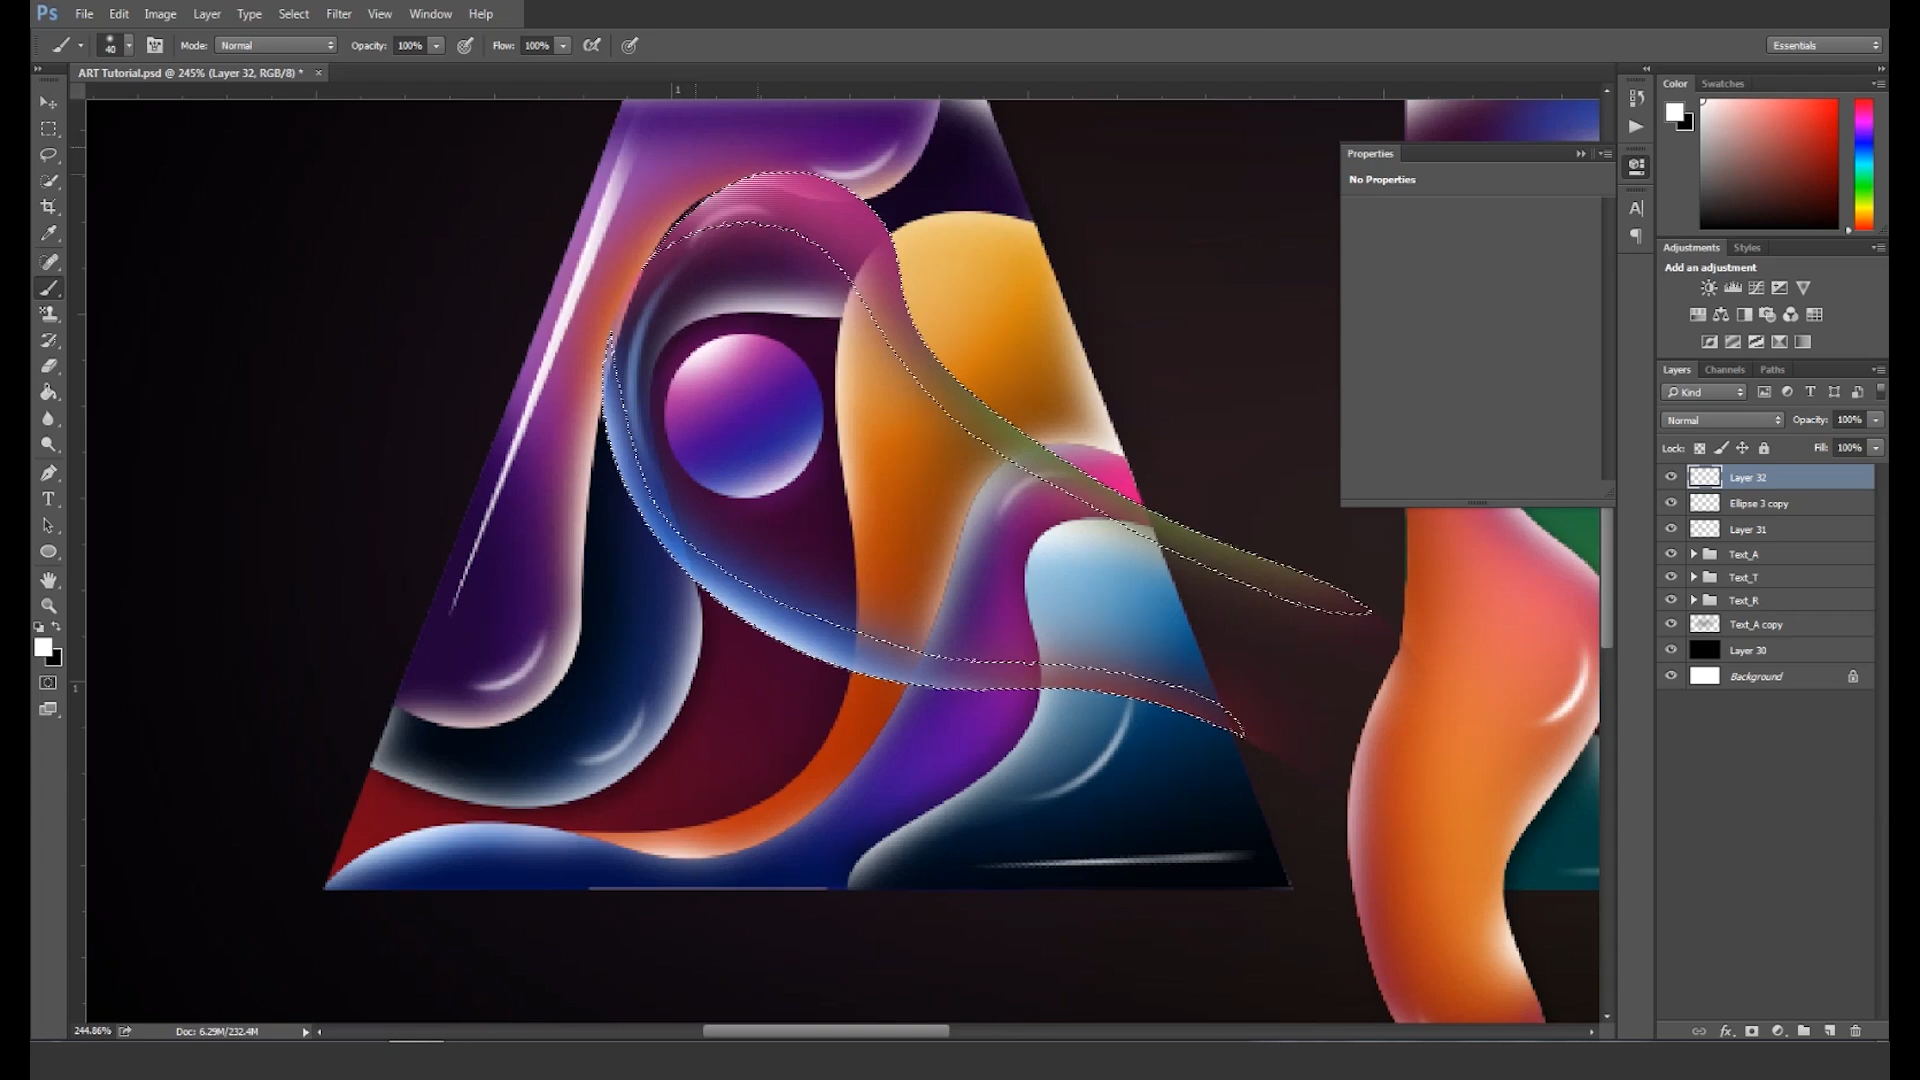 Ps File Edit Image Layer Type Select Filter View Window Help
40 Mode: Normal Opacity: 100% Flow: 100% Essentials
ART Tutorial.psd @ 245% (Layer 32, RGB/8) * ×
1
1
Properties
No Properties
Color Swatches
Adjustments Styles
Add an adjustment
Layers Channels Paths
Kind
Normal Opacity: 100%
Lock: Fill: 100%
Layer 32
Ellipse 3 copy
Layer 31
Text_A
Text_T
Text_R
Text_A copy
Layer 30
Background
244.86% Doc: 6.29M/232.4M